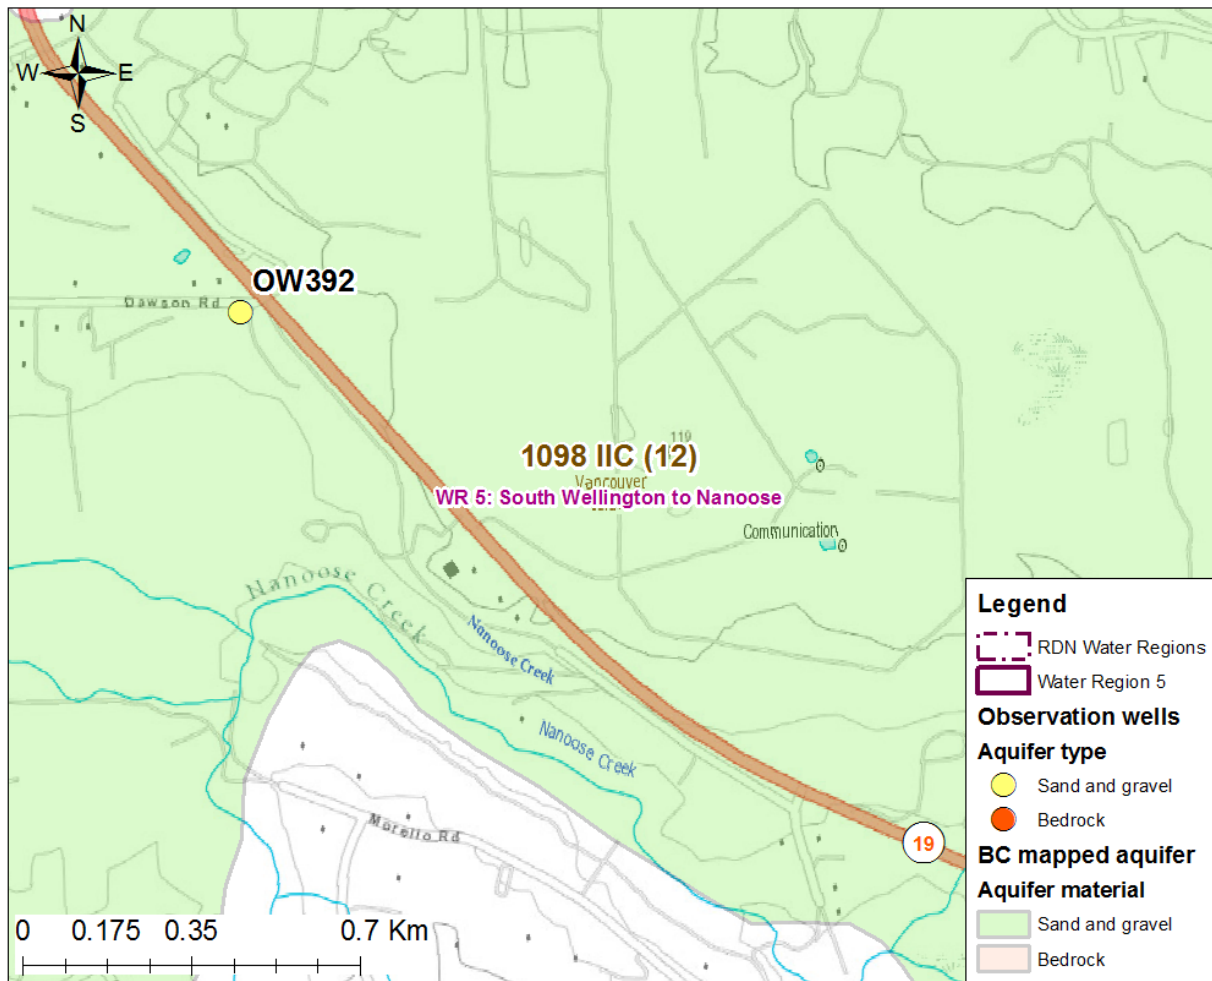 N
W E
S
OW392
Dawson Rd
1098 IIC (12)
119
Vancouver
WR 5: South Wellington to Nanoose
Communication
Nanoose Creek
Nanoose Creek
Nanoose Creek
Morello Rd
19
0 0.175 0.35 0.7 Km
Legend
RDN Water Regions
Water Region 5
Observation wells
Aquifer type
Sand and gravel
Bedrock
BC mapped aquifer
Aquifer material
Sand and gravel
Bedrock